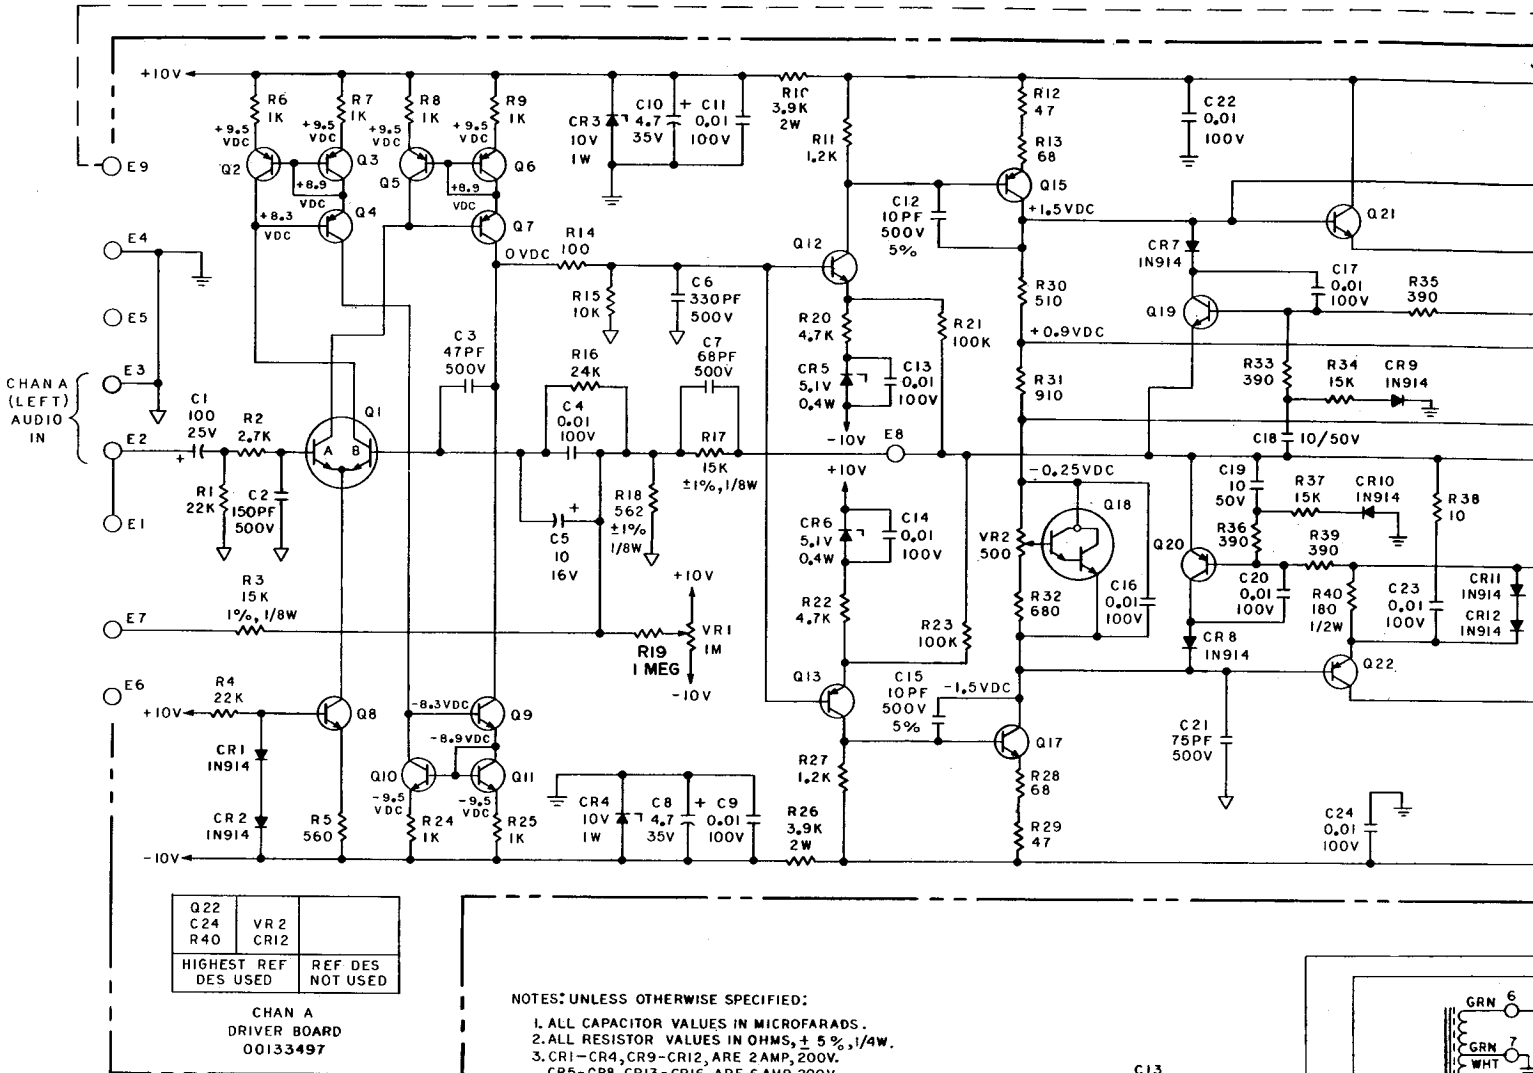 +10V
R6
1K
R7
1K
R8
1K
R9
1K
+9.5
VDC
+9.5
VDC
+9.5
VDC
+9.5
VDC
Q2
Q3
Q5
Q6
+8.9
VDC
+8.9
VDC
+8.3
VDC
Q4
Q7
0VDC
CR3
10V
1W
C10
4.7
35V
+
C11
0.01
100V
R10
3.9K
2W
R11
1.2K
R12
47
R13
68
Q15
+1.5VDC
C22
0.01
100V
Q21
E9
E4
E5
E3
CHAN A
(LEFT)
AUDIO
IN
E2
E1
E7
E6
C1
100
25V
+
R2
2.7K
Q1
A
B
R1
22K
C2
150PF
500V
R3
15K
1%,1/8W
R14
100
R15
10K
C6
330PF
500V
C3
47PF
500V
R16
24K
C4
0.01
100V
C7
68PF
500V
R17
15K
±1%,1/8W
R18
562
±1%
1/8W
+
C5
10
16V
R19
1 MEG
+10V
VR1
1M
-10V
E8
Q12
C12
10PF
500V
5%
R20
4.7K
R21
100K
CR5
5.1V
0.4W
C13
0.01
100V
-10V
+10V
CR6
5.1V
0.4W
C14
0.01
100V
R22
4.7K
R23
100K
Q13
C15
10PF
500V
5%
-1.5VDC
R30
510
+0.9VDC
R31
910
-0.25VDC
VR2
500
Q18
R32
680
C16
0.01
100V
CR7
1N914
Q19
C17
0.01
100V
R35
390
R33
390
R34
15K
CR9
1N914
C18
10/50V
C19
10
50V
R37
15K
CR10
1N914
R38
10
R36
390
R39
390
Q20
C20
0.01
100V
R40
180
1/2W
C23
0.01
100V
CR11
1N914
CR12
1N914
CR8
1N914
Q22
C21
75PF
500V
Q17
R28
68
R29
47
R27
1.2K
R26
3.9K
2W
C24
0.01
100V
R4
22K
+10V
Q8
-8.3VDC
Q9
-8.9VDC
CR1
1N914
Q10
Q11
-9.5
VDC
-9.5
VDC
CR2
1N914
R5
560
R24
1K
R25
1K
CR4
10V
1W
C8
4.7
35V
+
C9
0.01
100V
-10V
Q22
C24
R40
VR2
CR12
HIGHEST REF
DES USED
REF DES
NOT USED
CHAN A
DRIVER BOARD
00133497
NOTES: UNLESS OTHERWISE SPECIFIED:
1. ALL CAPACITOR VALUES IN MICROFARADS.
2. ALL RESISTOR VALUES IN OHMS, ± 5%, 1/4W.
3. CR1-CR4, CR9-CR12, ARE 2AMP, 200V.
C13
GRN 6
GRN 7
WHT